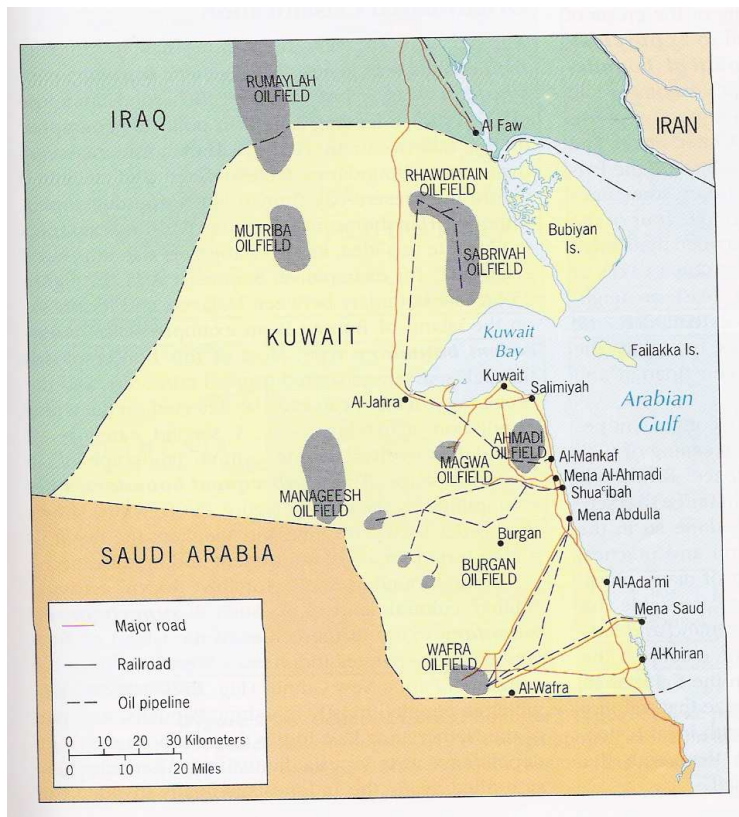 RUMAYLAH
OILFIELD
IRAQ
Al Faw
IRAN
RHAWDATAIN
OILFIELD
MUTRIBA
OILFIELD
SABRIVAH
OILFIELD
Bubiyan
Is.
KUWAIT
Kuwait
Bay
Failakka Is.
Kuwait
Salimiyah
Al-Jahra
Arabian
Gulf
AHMADI
OILFIELD
Al-Mankaf
MAGWA
OILFIELD
Mena Al-Ahmadi
Shuaʿibah
MANAGEESH
OILFIELD
Mena Abdulla
Burgan
SAUDI ARABIA
BURGAN
OILFIELD
Al-Ada'mi
Mena Saud
WAFRA
OILFIELD
Al-Khiran
Al-Wafra
Major road
Railroad
Oil pipeline
0 10 20 30 Kilometers
0 10 20 Miles